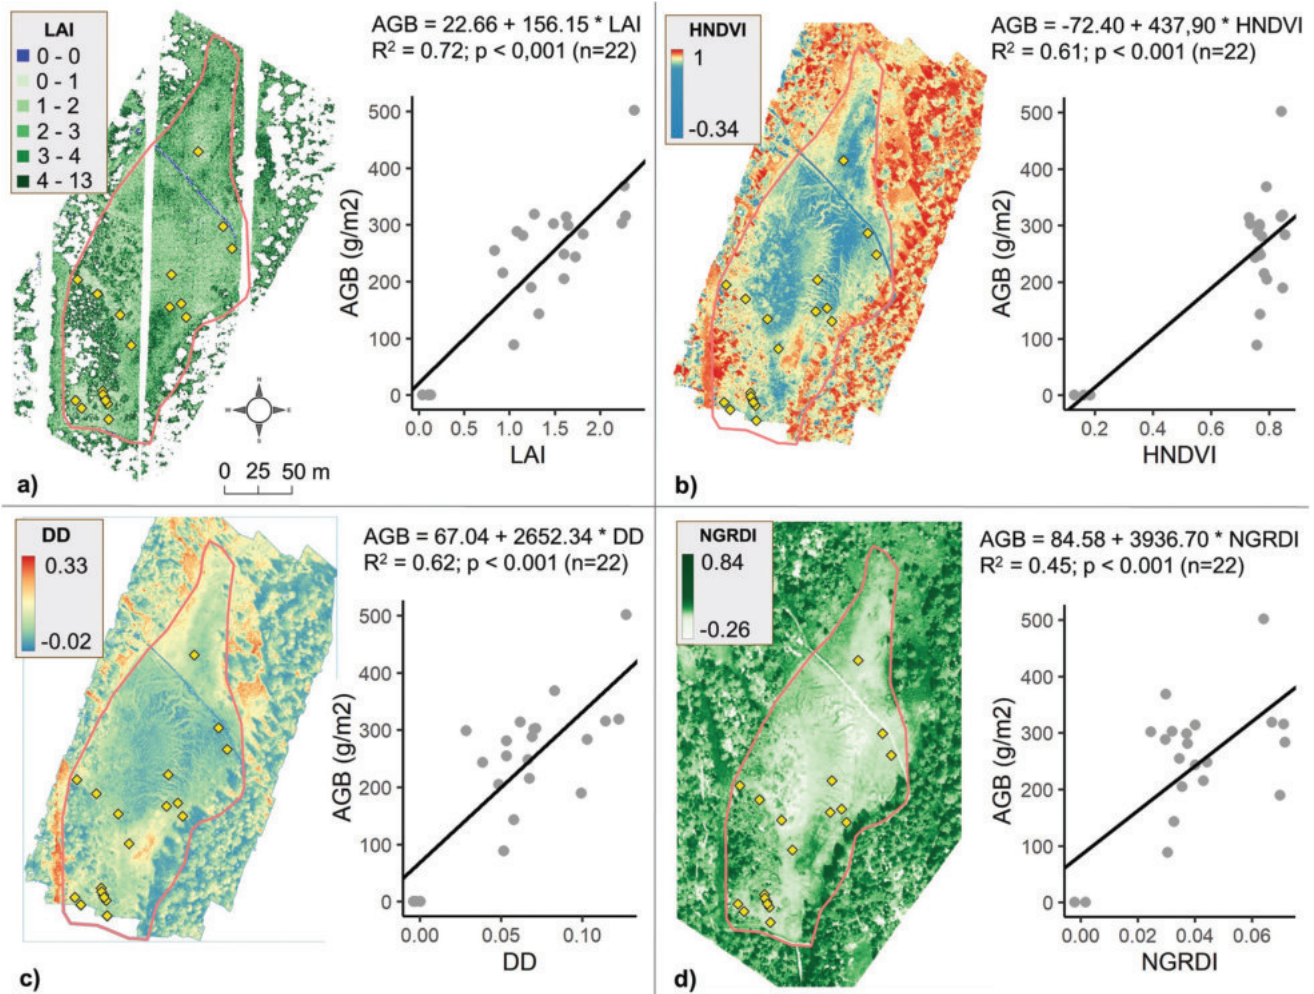 LAI
0 - 0
0 - 1
1 - 2
2 - 3
3 - 4
4 - 13
AGB = 22.66 + 156.15 * LAI
R² = 0.72; p < 0,001 (n=22)
500
400
300
200
100
0
AGB (g/m2)
0.0 0.5 1.0 1.5 2.0
LAI
N
W E
S
0 25 50 m
a)
HNDVI
1
-0.34
AGB = -72.40 + 437,90 * HNDVI
R² = 0.61; p < 0.001 (n=22)
500
400
300
200
100
0
AGB (g/m2)
0.2 0.4 0.6 0.8
HNDVI
b)
DD
0.33
-0.02
AGB = 67.04 + 2652.34 * DD
R² = 0.62; p < 0.001 (n=22)
500
400
300
200
100
0
AGB (g/m2)
0.00 0.05 0.10
DD
c)
NGRDI
0.84
-0.26
AGB = 84.58 + 3936.70 * NGRDI
R² = 0.45; p < 0.001 (n=22)
500
400
300
200
100
0
AGB (g/m2)
0.00 0.02 0.04 0.06
NGRDI
d)